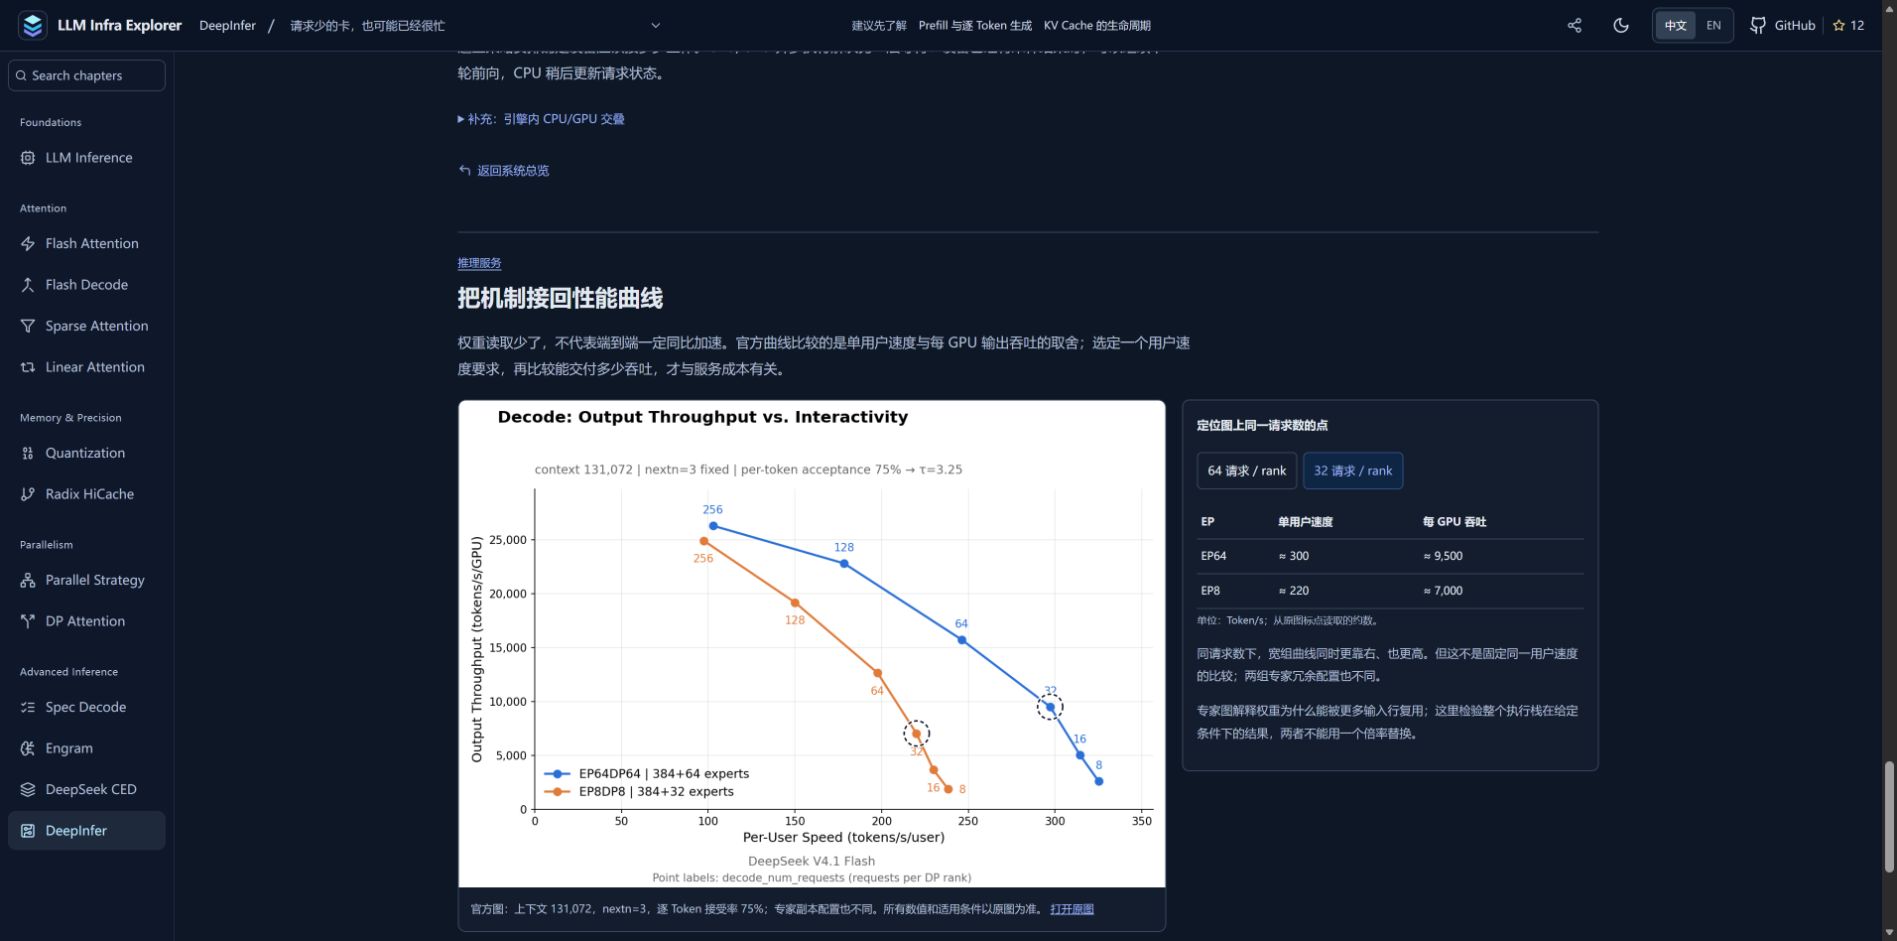 LLM Infra Explorer
DeepInfer / 请求少的卡，也可能已经很忙
建议先了解 Prefill 与逐 Token 生成 KV Cache 的生命周期
中文 EN GitHub 12
Search chapters
Foundations
LLM Inference
Attention
Flash Attention
Flash Decode
Sparse Attention
Linear Attention
Memory & Precision
Quantization
Radix HiCache
Parallelism
Parallel Strategy
DP Attention
Advanced Inference
Spec Decode
Engram
DeepSeek CED
DeepInfer
轮前向，CPU 稍后更新请求状态。
补充：引擎内 CPU/GPU 交叠
返回系统总览
推理服务
把机制接回性能曲线
权重读取少了，不代表端到端一定同比加速。官方曲线比较的是单用户速度与每 GPU 输出吞吐的取舍；选定一个用户速
度要求，再比较能交付多少吞吐，才与服务成本有关。
Decode: Output Throughput vs. Interactivity
context 131,072 | nextn=3 fixed | per-token acceptance 75% → τ=3.25
Output Throughput (tokens/s/GPU)
25,000
20,000
15,000
10,000
5,000
0
256
128
64
32
16
8
256
128
64
32
16 8
EP64DP64 | 384+64 experts
EP8DP8 | 384+32 experts
0 50 100 150 200 250 300 350
Per-User Speed (tokens/s/user)
DeepSeek V4.1 Flash
Point labels: decode_num_requests (requests per DP rank)
官方图：上下文 131,072，nextn=3，逐 Token 接受率 75%；专家副本配置也不同。所有数值和适用条件以原图为准。 打开原图
定位图上同一请求数的点
64 请求 / rank 32 请求 / rank
EP 单用户速度 每 GPU 吞吐
EP64 ≈ 300 ≈ 9,500
EP8 ≈ 220 ≈ 7,000
单位：Token/s；从原图标点读取的约数。
同请求数下，宽组曲线同时更靠右、也更高。但这不是固定同一用户速度
的比较；两组专家冗余配置也不同。
专家图解释权重为什么能被更多输入行复用；这里检验整个执行栈在给定
条件下的结果，两者不能用一个倍率替换。